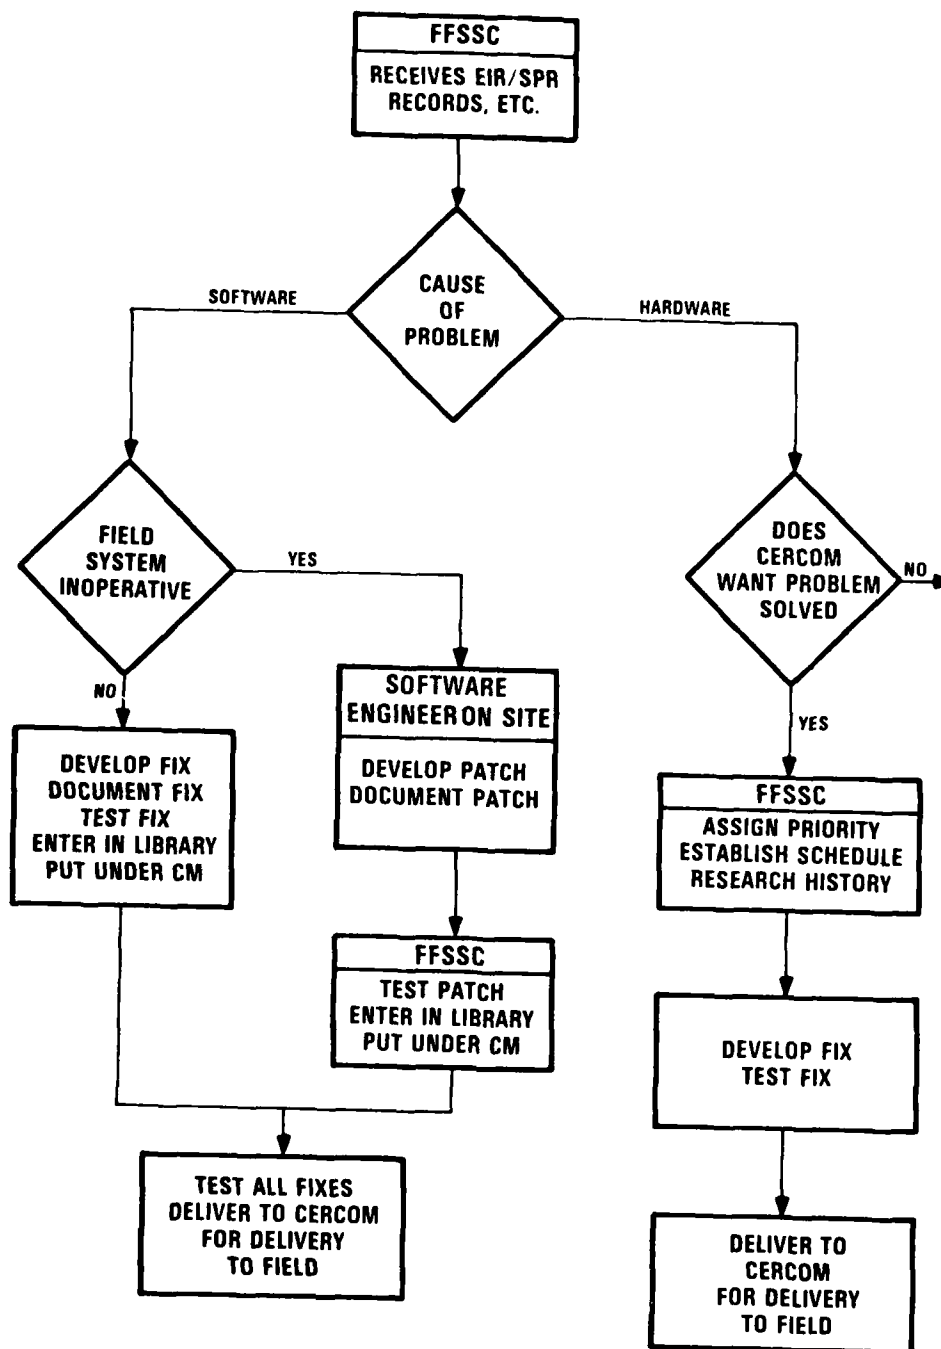 FFSSC
RECEIVES EIR/SPR
RECORDS, ETC.
CAUSE
OF
PROBLEM
SOFTWARE
HARDWARE
FIELD
SYSTEM
INOPERATIVE
YES
NO
DOES
CERCOM
WANT PROBLEM
SOLVED
NO
YES
SOFTWARE
ENGINEER ON SITE
DEVELOP PATCH
DOCUMENT PATCH
DEVELOP FIX
DOCUMENT FIX
TEST FIX
ENTER IN LIBRARY
PUT UNDER CM
FFSSC
ASSIGN PRIORITY
ESTABLISH SCHEDULE
RESEARCH HISTORY
FFSSC
TEST PATCH
ENTER IN LIBRARY
PUT UNDER CM
DEVELOP FIX
TEST FIX
TEST ALL FIXES
DELIVER TO CERCOM
FOR DELIVERY
TO FIELD
DELIVER TO
CERCOM
FOR DELIVERY
TO FIELD